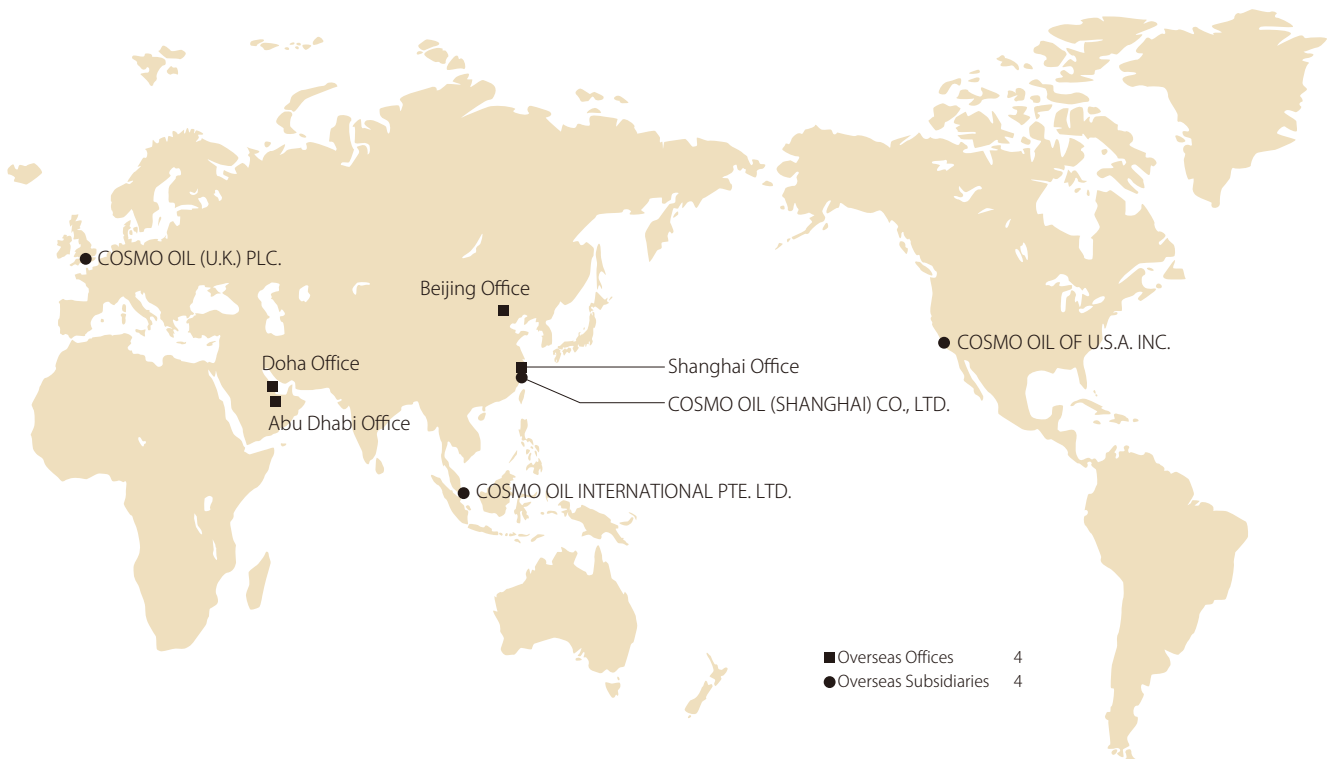 COSMO OIL (U.K.) PLC.
Beijing Office
COSMO OIL OF U.S.A. INC.
Doha Office
Shanghai Office
COSMO OIL (SHANGHAI) CO., LTD.
Abu Dhabi Office
COSMO OIL INTERNATIONAL PTE. LTD.
Overseas Offices 4
Overseas Subsidiaries 4